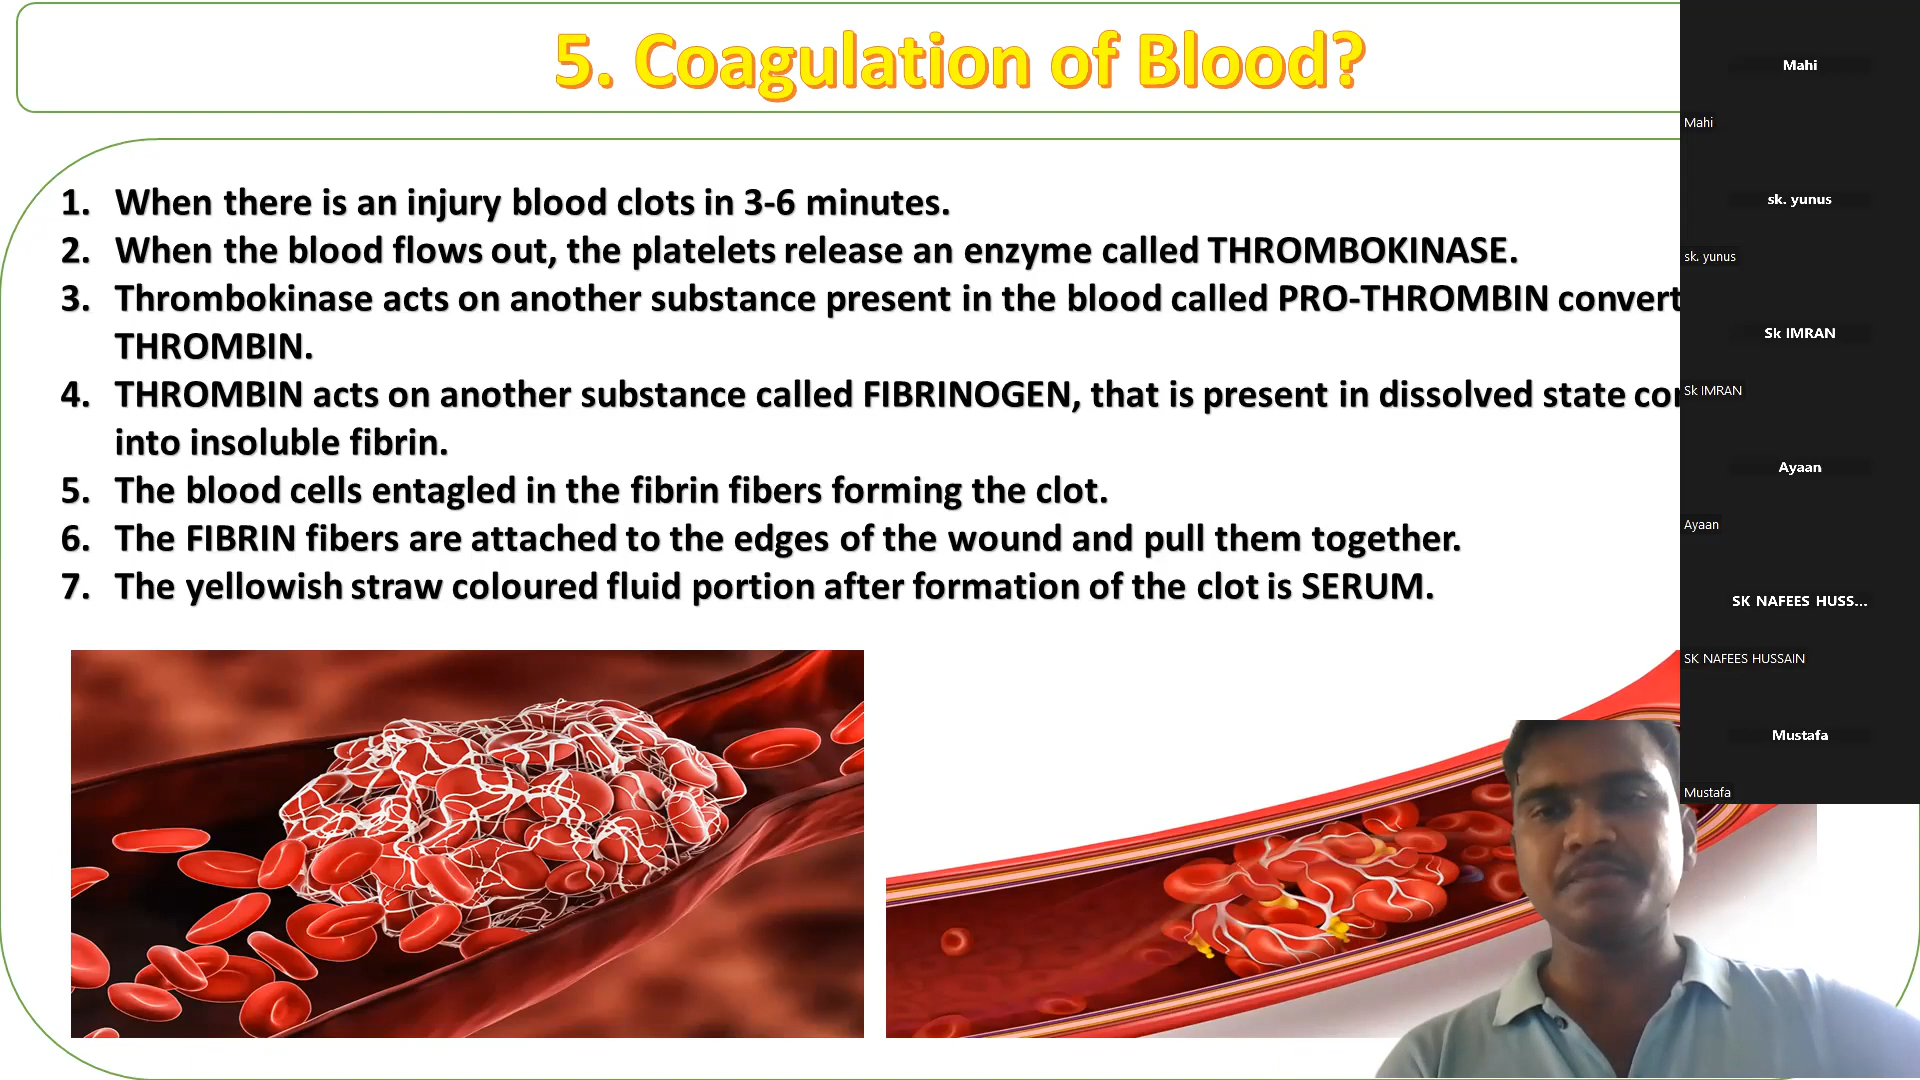 5. Coagulation of Blood?
1. When there is an injury blood clots in 3-6 minutes.
2. When the blood flows out, the platelets release an enzyme called THROMBOKINASE.
3. Thrombokinase acts on another substance present in the blood called PRO-THROMBIN convert
THROMBIN.
4. THROMBIN acts on another substance called FIBRINOGEN, that is present in dissolved state
into insoluble fibrin.
5. The blood cells entagled in the fibrin fibers forming the clot.
6. The FIBRIN fibers are attached to the edges of the wound and pull them together.
7. The yellowish straw coloured fluid portion after formation of the clot is SERUM.
Mahi
Mahi
sk. yunus
sk. yunus
Sk IMRAN
Sk IMRAN
Ayaan
Ayaan
SK NAFEES HUSS...
SK NAFEES HUSSAIN
Mustafa
Mustafa